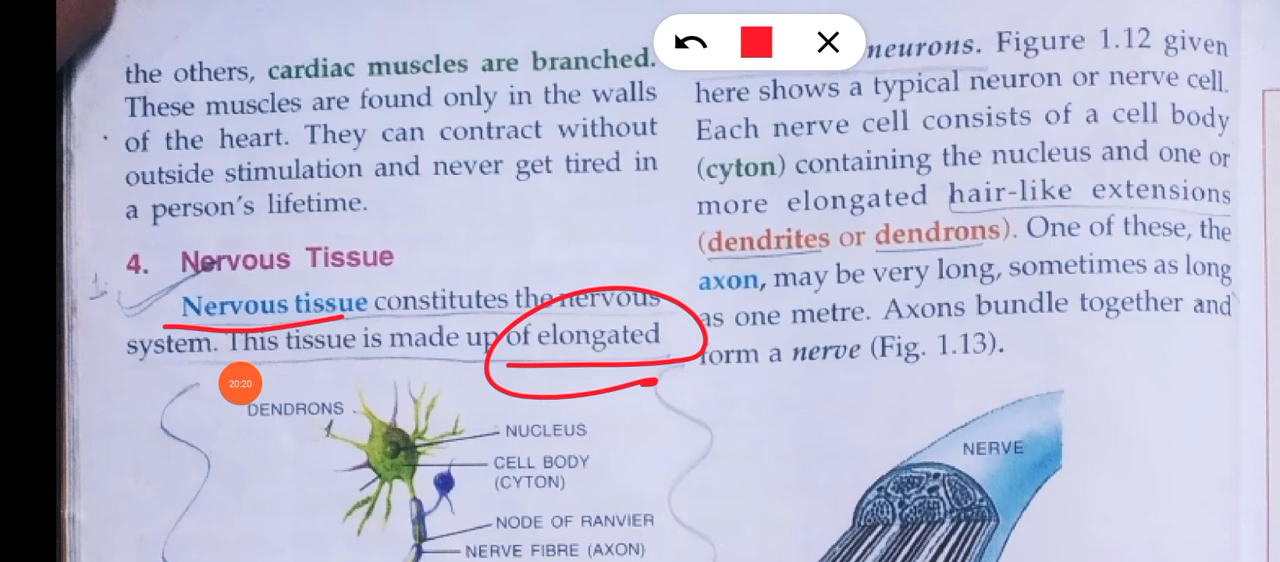 the others, cardiac muscles are branched.
These muscles are found only in the walls
of the heart. They can contract without
outside stimulation and never get tired in
a person's lifetime.
4. Nervous Tissue
Nervous tissue constitutes the nervous
system. This tissue is made up of elongated
20:20
DENDRONS
NUCLEUS
CELL BODY
(CYTON)
NODE OF RANVIER
NERVE FIBRE (AXON)
neurons. Figure 1.12 given
here shows a typical neuron or nerve cell.
Each nerve cell consists of a cell body
(cyton) containing the nucleus and one or
more elongated hair-like extensions
(dendrites or dendrons). One of these, the
axon, may be very long, sometimes as long
as one metre. Axons bundle together and
form a nerve (Fig. 1.13).
NERVE